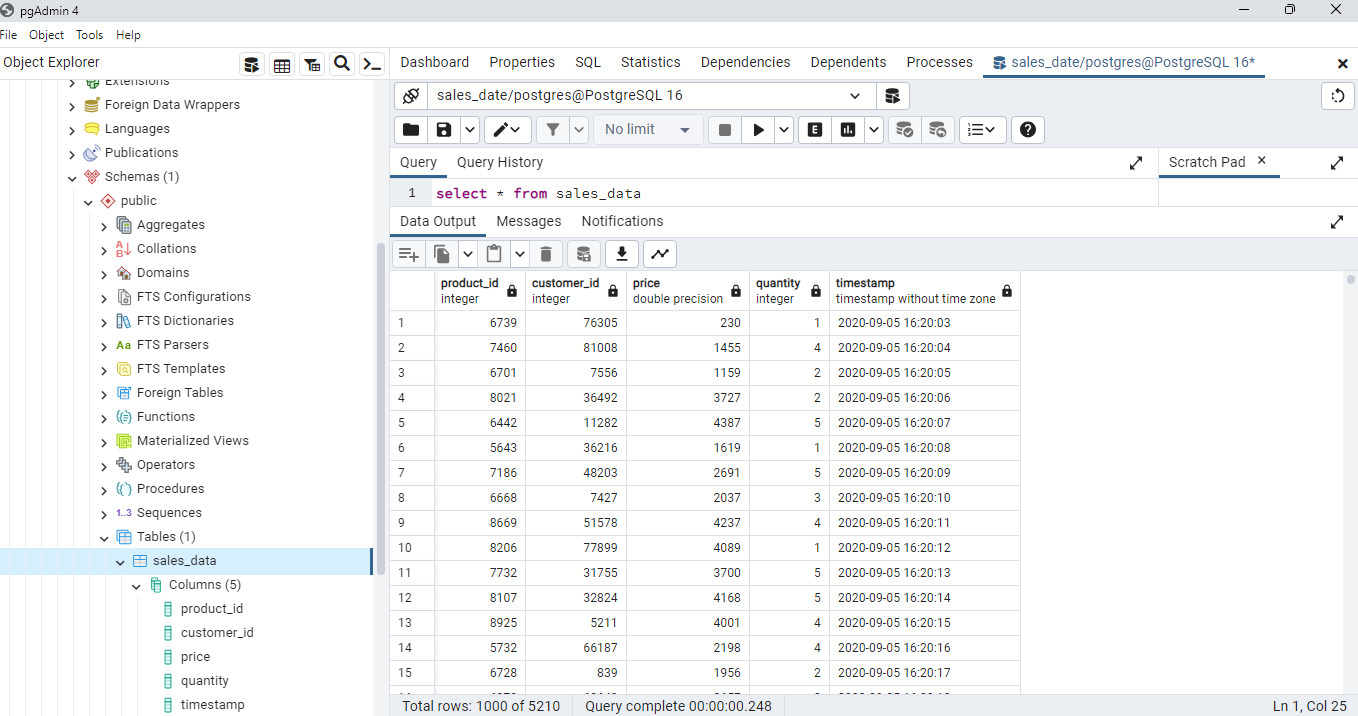 pgAdmin 4
File Object Tools Help
Object Explorer
Dashboard Properties SQL Statistics Dependencies Dependents Processes sales_date/postgres@PostgreSQL 16*
Extensions
Foreign Data Wrappers
Languages
Publications
Schemas (1)
public
Aggregates
Collations
Domains
FTS Configurations
FTS Dictionaries
Aa FTS Parsers
FTS Templates
Foreign Tables
Functions
Materialized Views
Operators
Procedures
1..3 Sequences
Tables (1)
sales_data
Columns (5)
product_id
customer_id
price
quantity
timestamp
sales_date/postgres@PostgreSQL 16
No limit
E
Query Query History
Scratch Pad
1 select * from sales_data
Data Output Messages Notifications
product_id customer_id price quantity timestamp
integer integer double precision integer timestamp without time zone
1 6739 76305 230 1 2020-09-05 16:20:03
2 7460 81008 1455 4 2020-09-05 16:20:04
3 6701 7556 1159 2 2020-09-05 16:20:05
4 8021 36492 3727 2 2020-09-05 16:20:06
5 6442 11282 4387 5 2020-09-05 16:20:07
6 5643 36216 1619 1 2020-09-05 16:20:08
7 7186 48203 2691 5 2020-09-05 16:20:09
8 6668 7427 2037 3 2020-09-05 16:20:10
9 8669 51578 4237 4 2020-09-05 16:20:11
10 8206 77899 4089 1 2020-09-05 16:20:12
11 7732 31755 3700 5 2020-09-05 16:20:13
12 8107 32824 4168 5 2020-09-05 16:20:14
13 8925 5211 4001 4 2020-09-05 16:20:15
14 5732 66187 2198 4 2020-09-05 16:20:16
15 6728 839 1956 2 2020-09-05 16:20:17
Total rows: 1000 of 5210 Query complete 00:00:00.248 Ln 1, Col 25